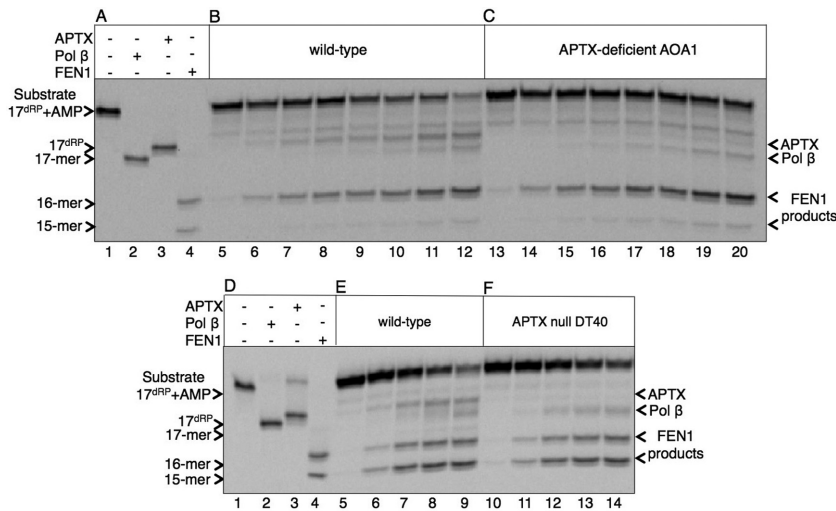 A B C
APTX - - + -
Pol β - + - -
FEN1 - - - +
wild-type APTX-deficient AOA1
Substrate
17dRP+AMP
17dRP
17-mer
16-mer
15-mer
APTX
Pol β
FEN1
products
1 2 3 4 5 6 7 8 9 10 11 12 13 14 15 16 17 18 19 20
D E F
APTX - - + -
Pol β - + - -
FEN1 - - - +
wild-type APTX null DT40
Substrate
17dRP+AMP
17dRP
17-mer
16-mer
15-mer
APTX
Pol β
FEN1
products
1 2 3 4 5 6 7 8 9 10 11 12 13 14